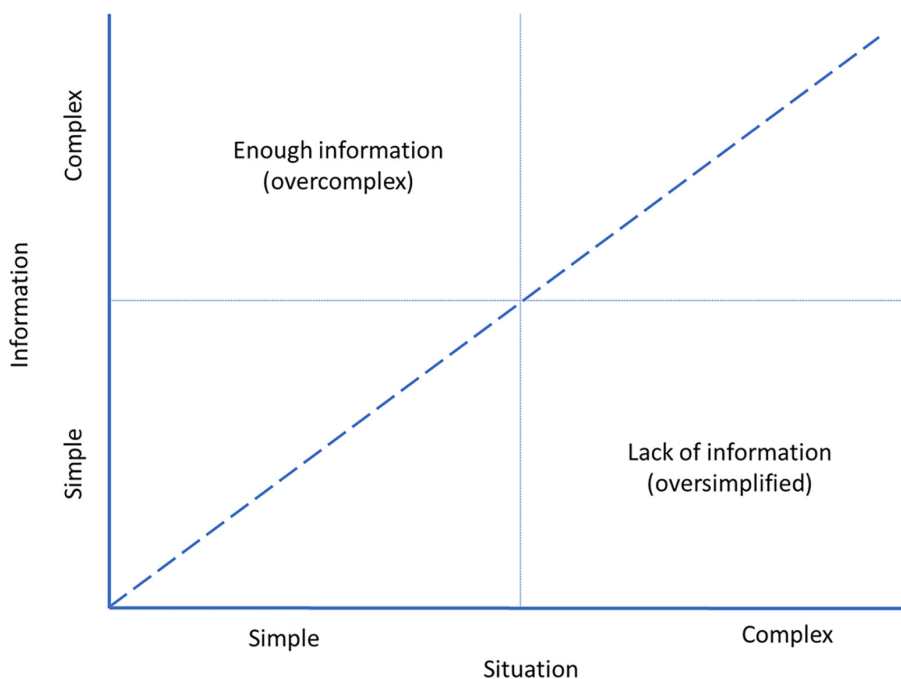 Complex
Enough information
(overcomplex)
Information
Simple
Lack of information
(oversimplified)
Simple
Complex
Situation